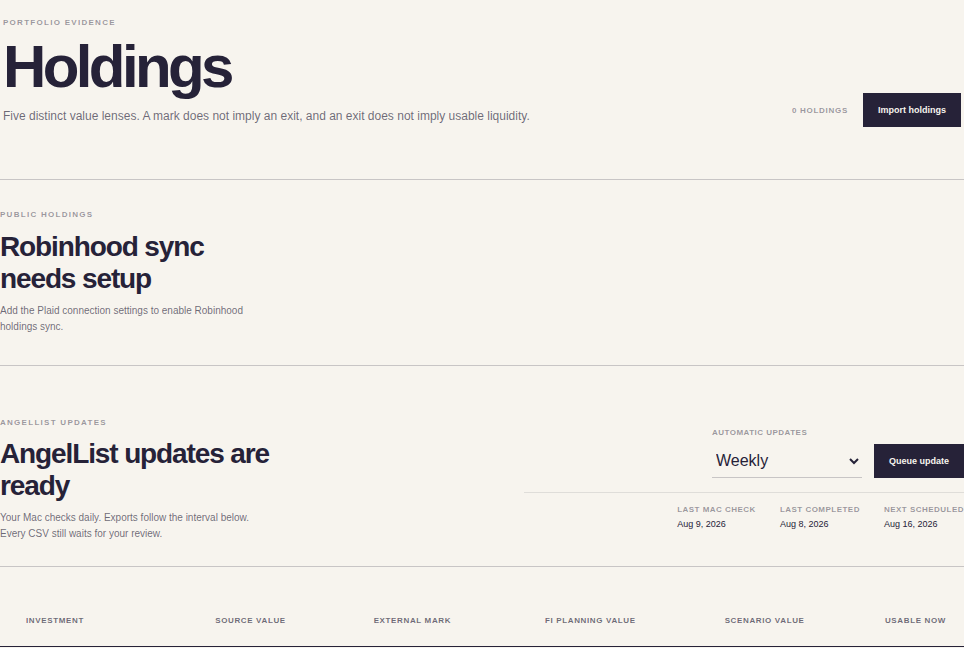 PORTFOLIO EVIDENCE
Holdings
Five distinct value lenses. A mark does not imply an exit, and an exit does not imply usable liquidity.
0 HOLDINGS
Import holdings
PUBLIC HOLDINGS
Robinhood sync
needs setup
Add the Plaid connection settings to enable Robinhood
holdings sync.
ANGELLIST UPDATES
AngelList updates are
ready
Your Mac checks daily. Exports follow the interval below.
Every CSV still waits for your review.
AUTOMATIC UPDATES
Weekly
Queue update
LAST MAC CHECK LAST COMPLETED NEXT SCHEDULED
Aug 9, 2026 Aug 8, 2026 Aug 16, 2026
INVESTMENT SOURCE VALUE EXTERNAL MARK FI PLANNING VALUE SCENARIO VALUE USABLE NOW